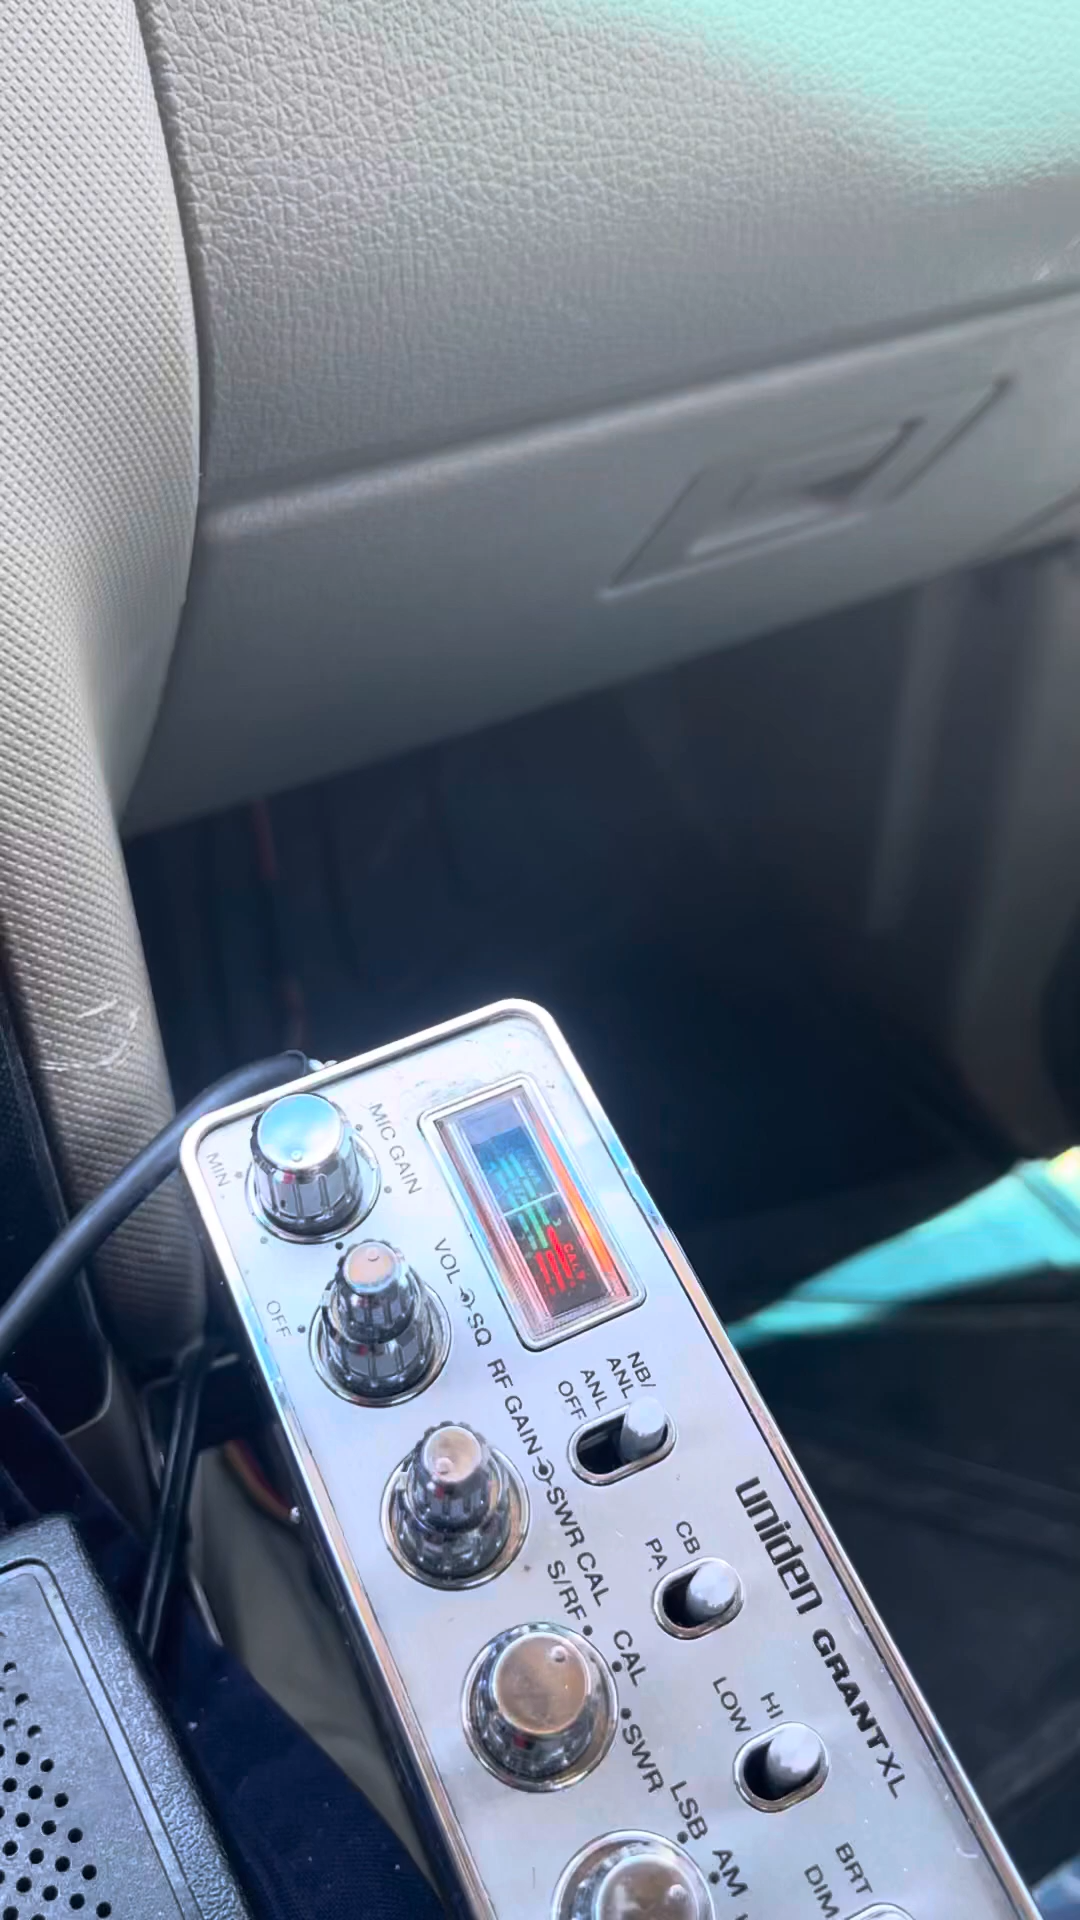 MIC GAIN
MIN
VOL
SQ
OFF
RF GAIN
SWR CAL
NB/
ANL
ANL
OFF
CB
PA
S/RF
CAL
SWR
HI
LOW
LSB
AM
BRT
DIM
uniden GRANT XL
CAL